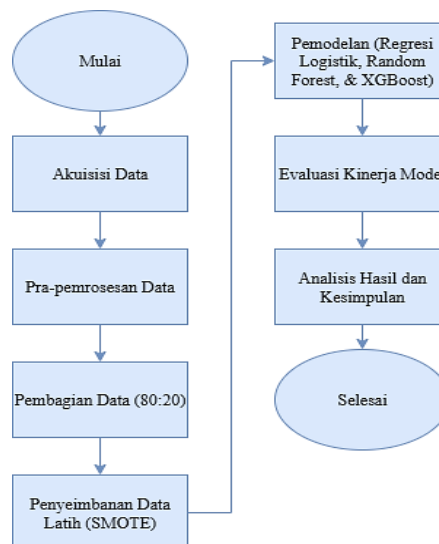 Mulai
Akuisisi Data
Pra-pemrosesan Data
Pembagian Data (80:20)
Penyeimbanan Data
Latih (SMOTE)
Pemodelan (Regresi
Logistik, Random
Forest, & XGBoost)
Evaluasi Kinerja Mode
Analisis Hasil dan
Kesimpulan
Selesai